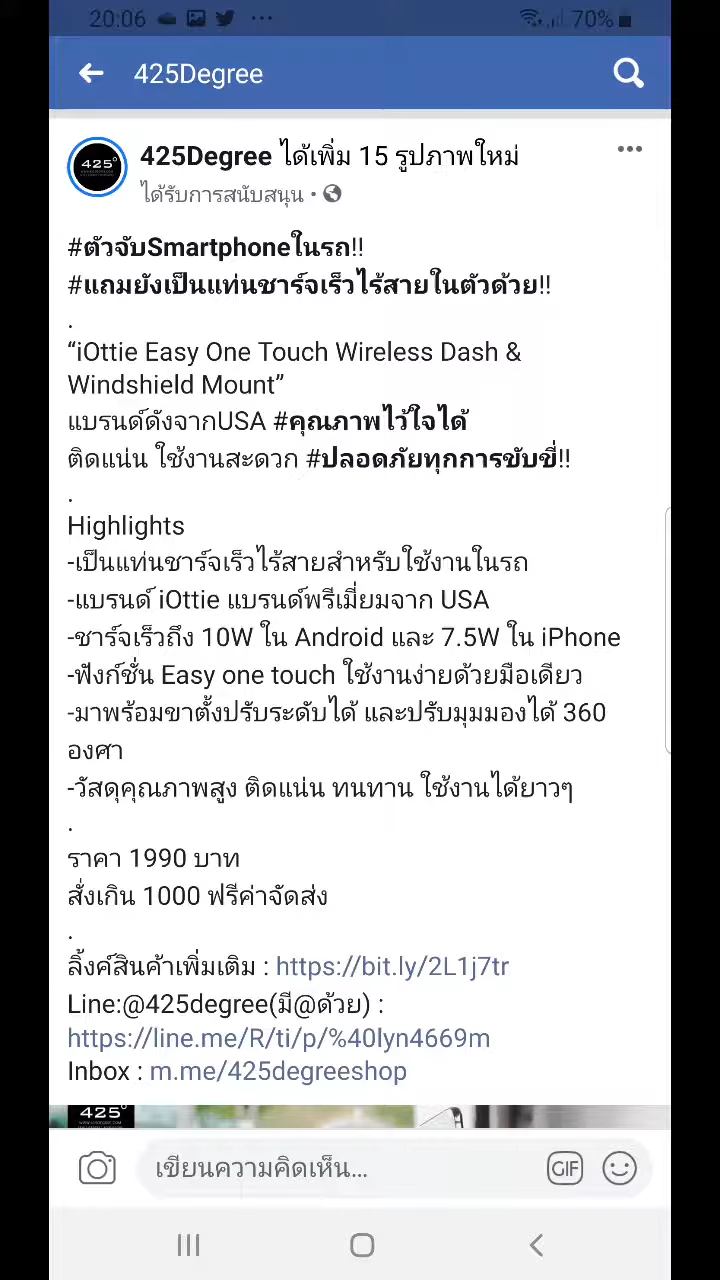 20:06 ... 70%
425Degree
425°
425Degree ได้เพิ่ม 15 รูปภาพใหม่
ได้รับการสนับสนุน •
#ตัวจับSmartphoneในรถ!!
#แถมยังเป็นแท่นชาร์จเร็วไร้สายในตัวด้วย!!
.
“iOttie Easy One Touch Wireless Dash &
Windshield Mount”
แบรนด์ดังจากUSA #คุณภาพไว้ใจได้
ติดแน่น ใช้งานสะดวก #ปลอดภัยทุกการขับขี่!!
.
Highlights
-เป็นแท่นชาร์จเร็วไร้สายสำหรับใช้งานในรถ
-แบรนด์ iOttie แบรนด์พรีเมี่ยมจาก USA
-ชาร์จเร็วถึง 10W ใน Android และ 7.5W ใน iPhone
-ฟังก์ชั่น Easy one touch ใช้งานง่ายด้วยมือเดียว
-มาพร้อมขาตั้งปรับระดับได้ และปรับมุมมองได้ 360
องศา
-วัสดุคุณภาพสูง ติดแน่น ทนทาน ใช้งานได้ยาวๆ
.
ราคา 1990 บาท
สั่งเกิน 1000 ฟรีค่าจัดส่ง
.
ลิ้งค์สินค้าเพิ่มเติม : https://bit.ly/2L1j7tr
Line:@425degree(มี@ด้วย) :
https://line.me/R/ti/p/%40lyn4669m
Inbox : m.me/425degreeshop
425°
เขียนความคิดเห็น...
GIF